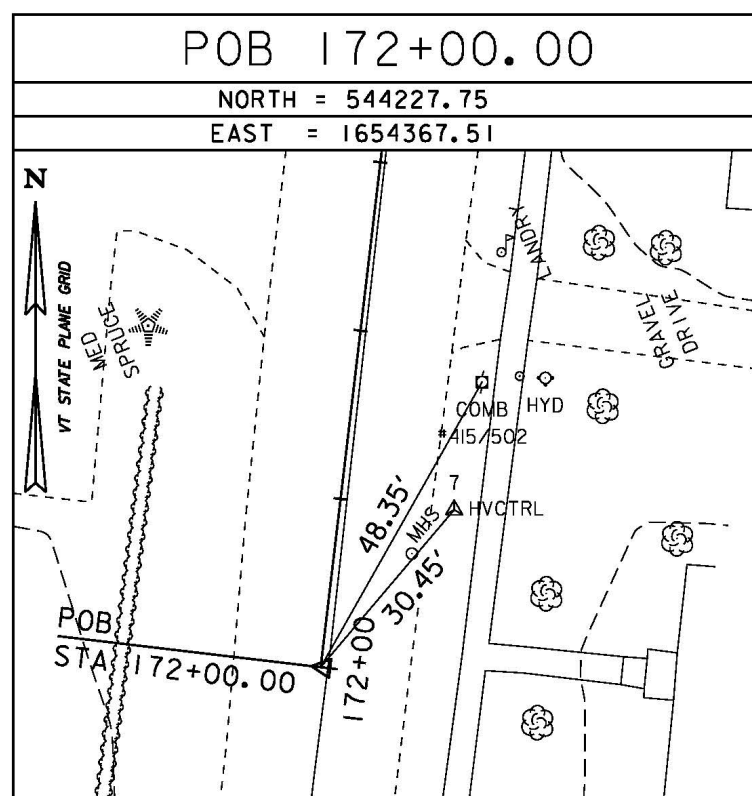 POB 172+00.00
NORTH = 544227.75
EAST = 1654367.51
N
VT STATE PLANE GRID
MED
SPRUCE
LANDRY
GRAVEL
DRIVE
COMB
#415/502
HYD
7
HVCTRL
MHS
48.35'
30.45'
POB
STA 172+00.00
172+00